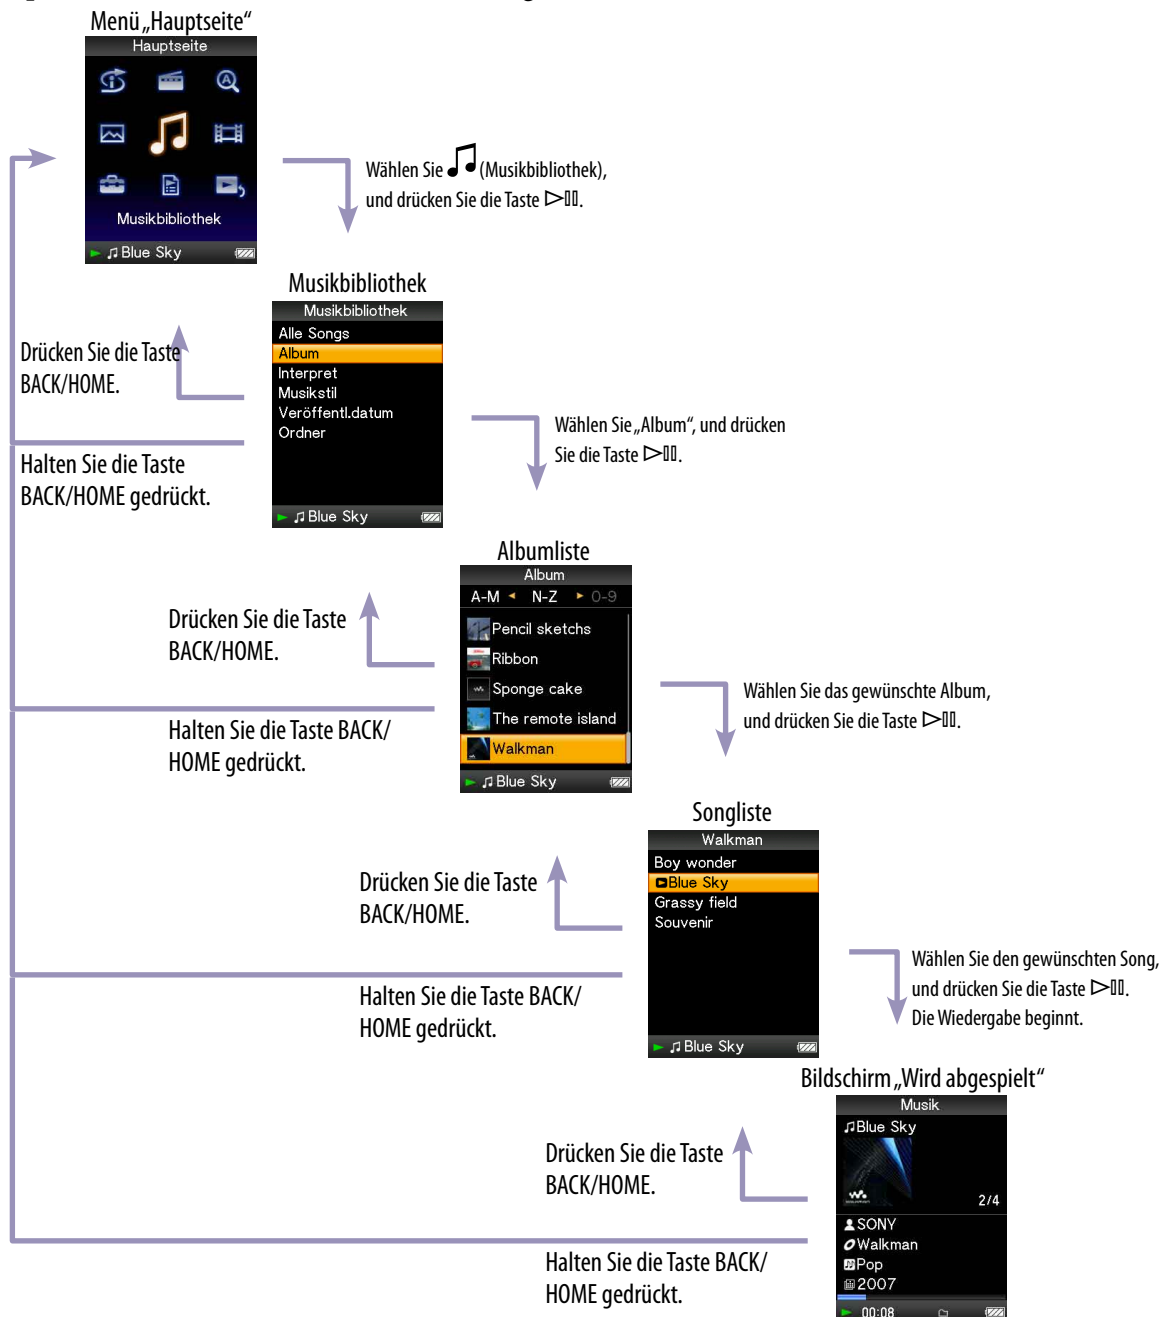 Menü „Hauptseite“
Hauptseite
Musikbibliothek
Blue Sky
Wählen Sie (Musikbibliothek),
und drücken Sie die Taste
Musikbibliothek
Musikbibliothek
Alle Songs
Album
Interpret
Musikstil
Veröffentl.datum
Ordner
Blue Sky
Drücken Sie die Taste
BACK/HOME.
Halten Sie die Taste
BACK/HOME gedrückt.
Wählen Sie „Album“, und drücken
Sie die Taste
Albumliste
Album
A-M N-Z 0-9
Pencil sketchs
Ribbon
Sponge cake
The remote island
Walkman
Blue Sky
Drücken Sie die Taste
BACK/HOME.
Halten Sie die Taste BACK/
HOME gedrückt.
Wählen Sie das gewünschte Album,
und drücken Sie die Taste
Songliste
Walkman
Boy wonder
Blue Sky
Grassy field
Souvenir
Blue Sky
Drücken Sie die Taste
BACK/HOME.
Halten Sie die Taste BACK/
HOME gedrückt.
Wählen Sie den gewünschten Song,
und drücken Sie die Taste
Die Wiedergabe beginnt.
Bildschirm „Wird abgespielt“
Musik
Blue Sky
2/4
SONY
Walkman
Pop
2007
00:08
Drücken Sie die Taste
BACK/HOME.
Halten Sie die Taste BACK/
HOME gedrückt.